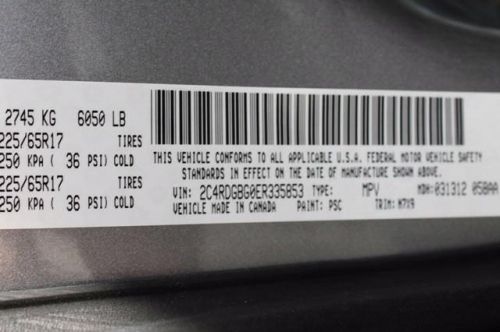 2745 KG 6050 LB
225/65R17 TIRES
250 KPA ( 36 PSI) COLD
225/65R17 TIRES
250 KPA ( 36 PSI) COLD
THIS VEHICLE CONFORMS TO ALL APPLICABLE U.S.A. FEDERAL MOTOR VEHICLE SAFETY
STANDARDS IN EFFECT ON THE DATE OF MANUFACTURE SHOWN ABOVE.
VIN: 2C4RDGBG0ER335853 TYPE: MPV MDH: 031312 058AA
VEHICLE MADE IN CANADA PAINT: PSC TRIM: M7X9